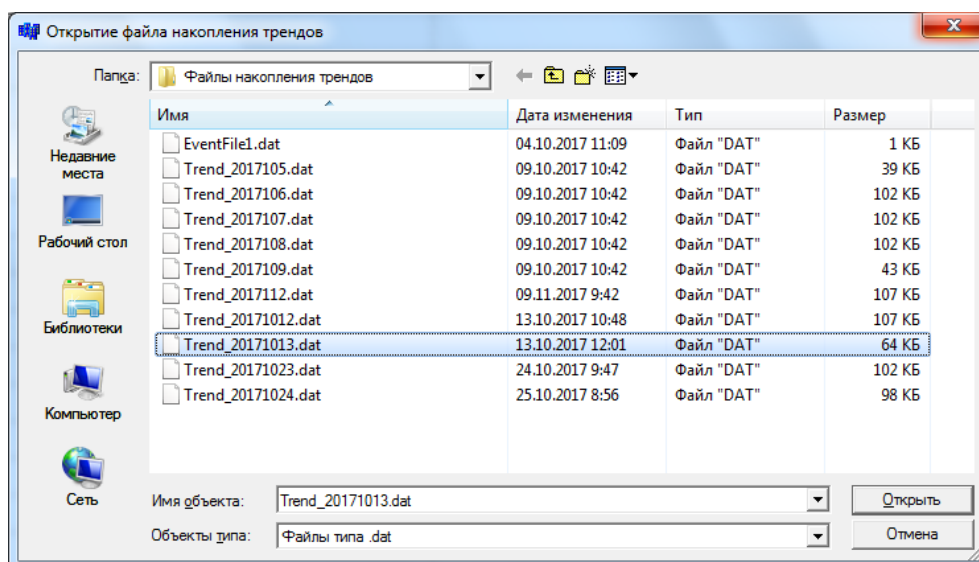 Открытие файла накопления трендов
Папка: Файлы накопления трендов
Имя Дата изменения Тип Размер
EventFile1.dat 04.10.2017 11:09 Файл "DAT" 1 КБ
Trend_2017105.dat 09.10.2017 10:42 Файл "DAT" 39 КБ
Trend_2017106.dat 09.10.2017 10:42 Файл "DAT" 102 КБ
Trend_2017107.dat 09.10.2017 10:42 Файл "DAT" 102 КБ
Trend_2017108.dat 09.10.2017 10:42 Файл "DAT" 102 КБ
Trend_2017109.dat 09.10.2017 10:42 Файл "DAT" 43 КБ
Trend_2017112.dat 09.11.2017 9:42 Файл "DAT" 107 КБ
Trend_20171012.dat 13.10.2017 10:48 Файл "DAT" 107 КБ
Trend_20171013.dat 13.10.2017 12:01 Файл "DAT" 64 КБ
Trend_20171023.dat 24.10.2017 9:47 Файл "DAT" 102 КБ
Trend_20171024.dat 25.10.2017 8:56 Файл "DAT" 98 КБ
Недавние
места
Рабочий стол
Библиотеки
Компьютер
Сеть
Имя объекта: Trend_20171013.dat Открыть
Объекты типа: Файлы типа .dat Отмена